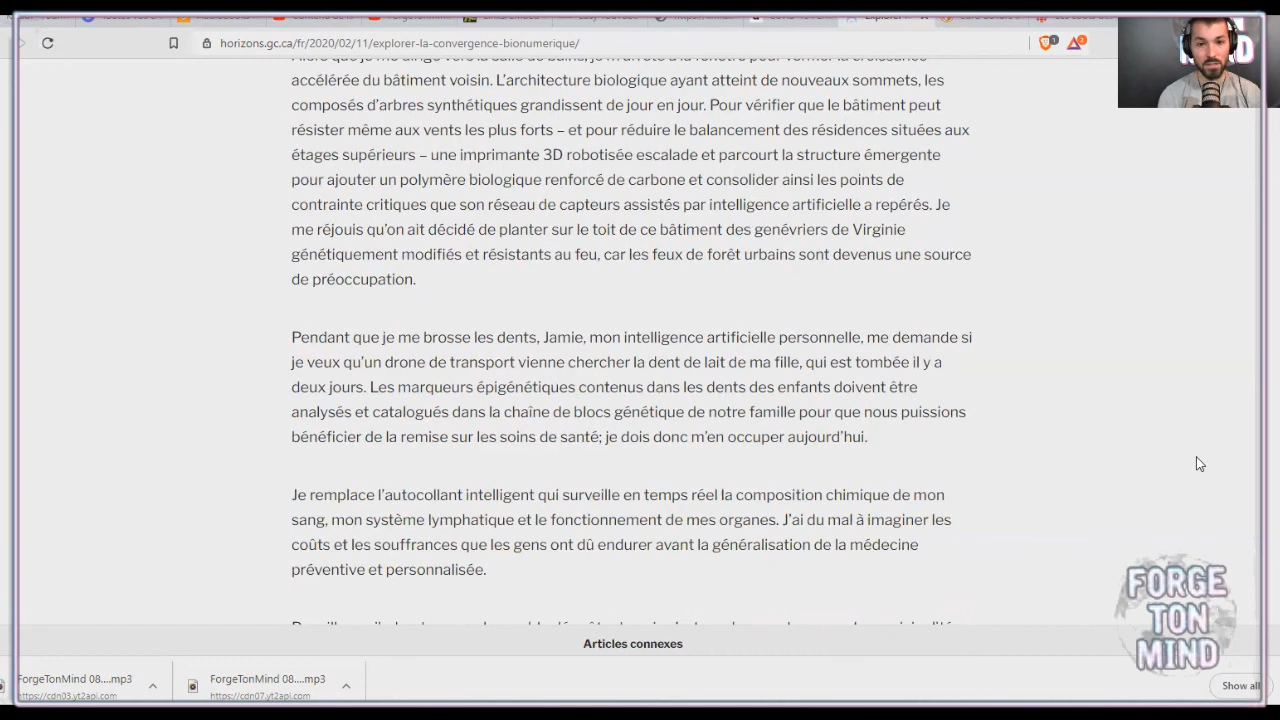 horizons.gc.ca/fr/2020/02/11/explorer-la-convergence-bionumerique/
accélérée du bâtiment voisin. L'architecture biologique ayant atteint de nouveaux sommets, les
composés d'arbres synthétiques grandissent de jour en jour. Pour vérifier que le bâtiment peut
résister même aux vents les plus forts – et pour réduire le balancement des résidences situées aux
étages supérieurs – une imprimante 3D robotisée escalade et parcourt la structure émergente
pour ajouter un polymère biologique renforcé de carbone et consolider ainsi les points de
contrainte critiques que son réseau de capteurs assistés par intelligence artificielle a repérés. Je
me réjouis qu'on ait décidé de planter sur le toit de ce bâtiment des genévriers de Virginie
génétiquement modifiés et résistants au feu, car les feux de forêt urbains sont devenus une source
de préoccupation.
Pendant que je me brosse les dents, Jamie, mon intelligence artificielle personnelle, me demande si
je veux qu'un drone de transport vienne chercher la dent de lait de ma fille, qui est tombée il y a
deux jours. Les marqueurs épigénétiques contenus dans les dents des enfants doivent être
analysés et catalogués dans la chaîne de blocs génétique de notre famille pour que nous puissions
bénéficier de la remise sur les soins de santé; je dois donc m'en occuper aujourd'hui.
Je remplace l'autocollant intelligent qui surveille en temps réel la composition chimique de mon
sang, mon système lymphatique et le fonctionnement de mes organes. J'ai du mal à imaginer les
coûts et les souffrances que les gens ont dû endurer avant la généralisation de la médecine
préventive et personnalisée.
FORGE
TON
MIND
Articles connexes
ForgeTonMind 08....mp3
https://cdn03.yt2api.com
ForgeTonMind 08....mp3
https://cdn07.yt2api.com
Show all